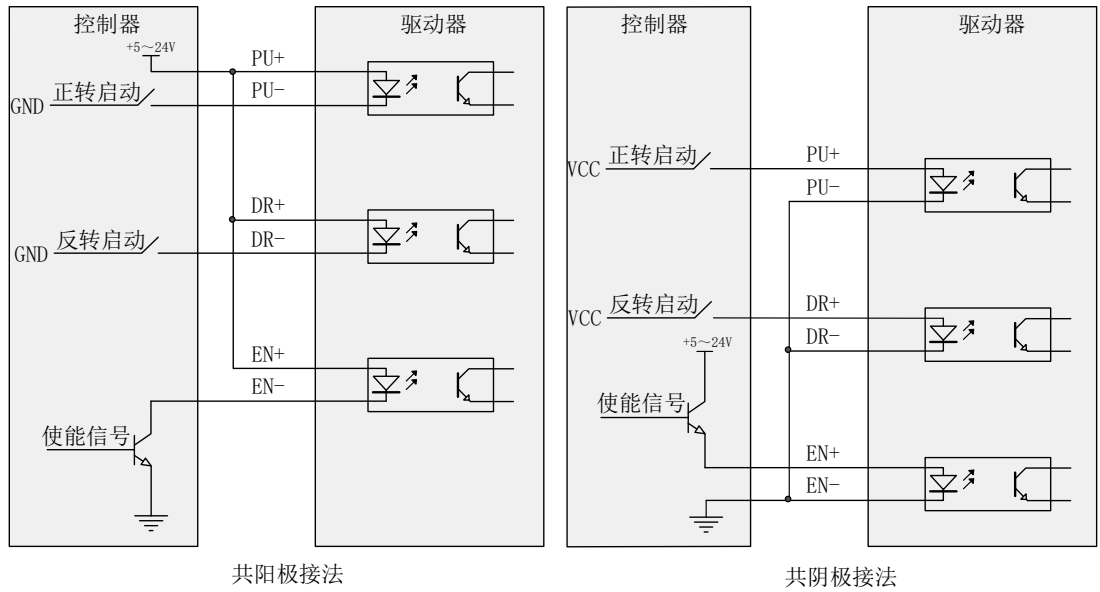 控制器
驱动器
+5～24V
PU+
正转启动
PU-
GND
DR+
反转启动
DR-
GND
EN+
EN-
使能信号
共阳极接法
控制器
驱动器
正转启动
PU+
VCC
PU-
反转启动
DR+
VCC
DR-
+5～24V
使能信号
EN+
EN-
共阴极接法